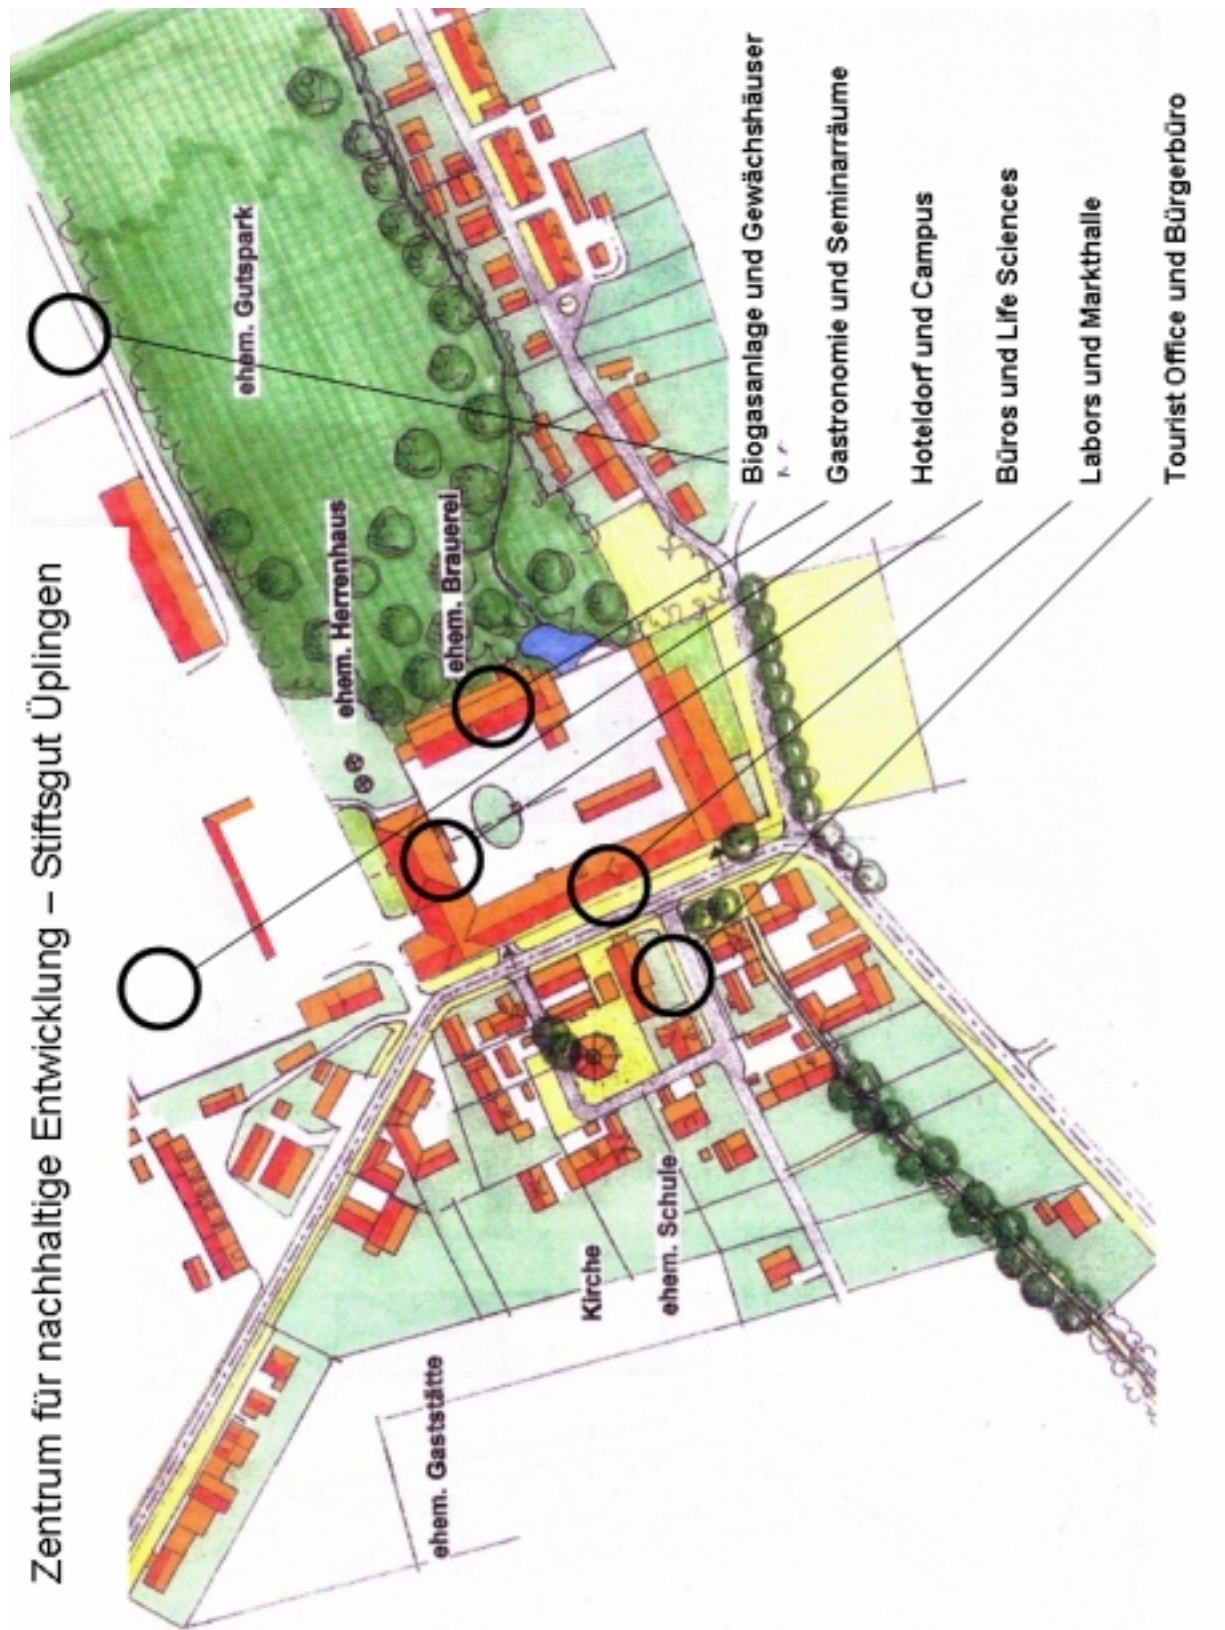 Zentrum für nachhaltige Entwicklung – Stiftsgut Üplingen
ehem. Gutspark
ehem. Herrenhaus
ehem. Brauerei
ehem. Gaststätte
Kirche
ehem. Schule
Biogasanlage und Gewächshäuser
Gastronomie und Seminarräume
Hoteldorf und Campus
Büros und Life Sciences
Labors und Markthalle
Tourist Office und Bürgerbüro